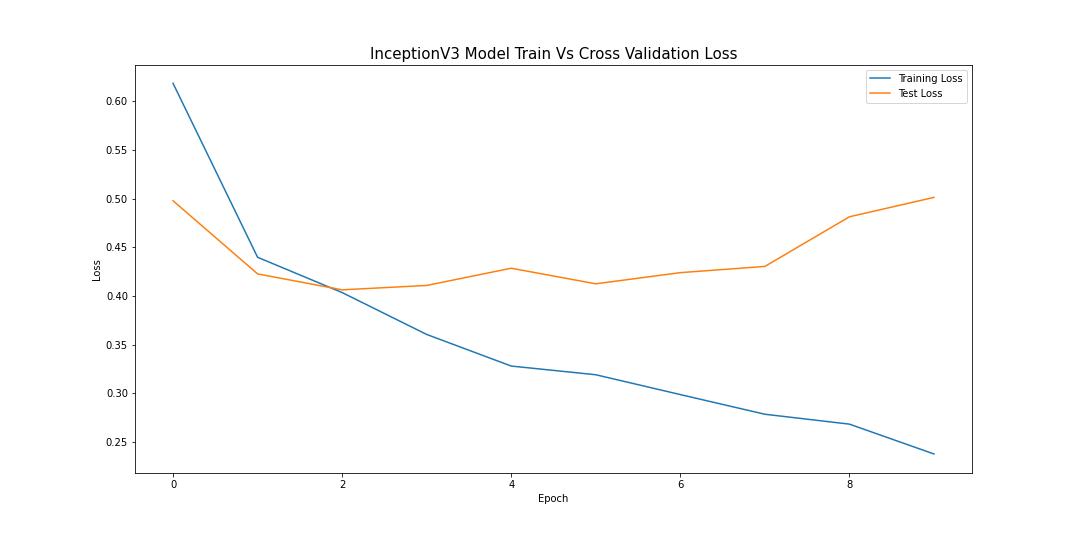 InceptionV3 Model Train Vs Cross Validation Loss
Training Loss
Test Loss
0.60
0.55
0.50
0.45
0.40
0.35
0.30
0.25
Loss
0 2 4 6 8
Epoch